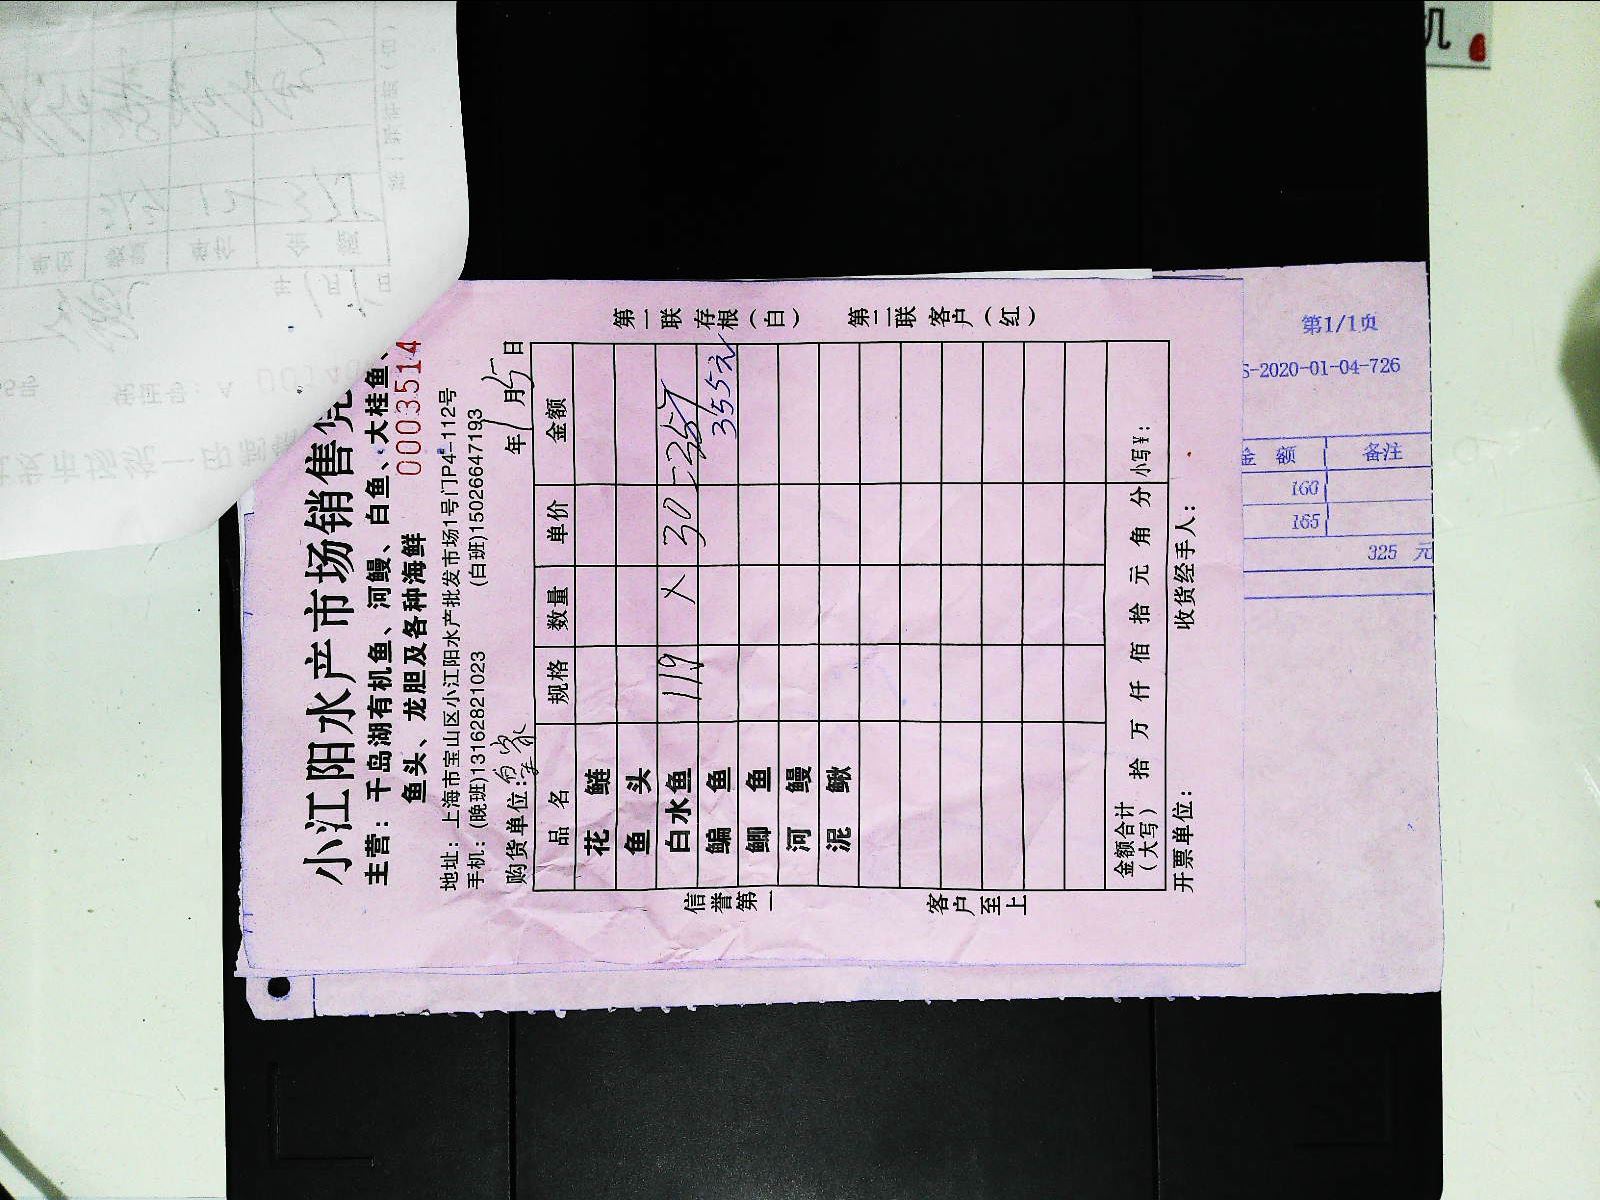 小江阳水产市场销售凭
主营：千岛湖有机鱼、河鳗、白鱼、大桂鱼、
鱼头、龙胆及各种海鲜
0003514
地址：上海市宝山区小江阳水产批发市场1号门P4-112号
手机：(晚班)13162821023 (白班)15026647193
购货单位：皇家 年1月5日
品名 规格 数量 单价 金额
花鲢
鱼头
白水鱼 119 × 30 =357
鳊鱼 355元
鲫鱼
河鳗
泥鳅
金额合计（大写） 拾 万 仟 佰 拾 元 角 分 小写¥：
开票单位： 收货经手人：
第一联 存根（白） 第二联 客户（红）
信誉第一 客户至上
第1/1页
S-2020-01-04-726
金 额 备注
160
165
325 元
机